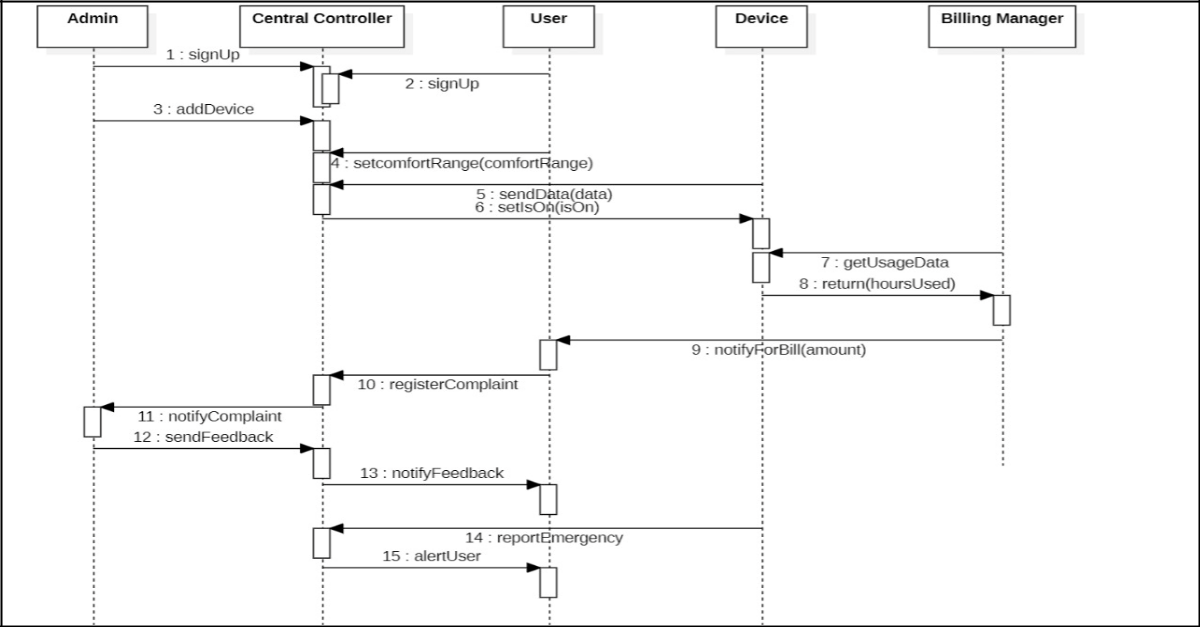 Admin
Central Controller
User
Device
Billing Manager
1 : signUp
2 : signUp
3 : addDevice
4 : setcomfortRange(comfortRange)
5 : sendData(data)
6 : setIsOn(isOn)
7 : getUsageData
8 : return(hoursUsed)
9 : notifyForBill(amount)
10 : registerComplaint
11 : notifyComplaint
12 : sendFeedback
13 : notifyFeedback
14 : reportEmergency
15 : alertUser